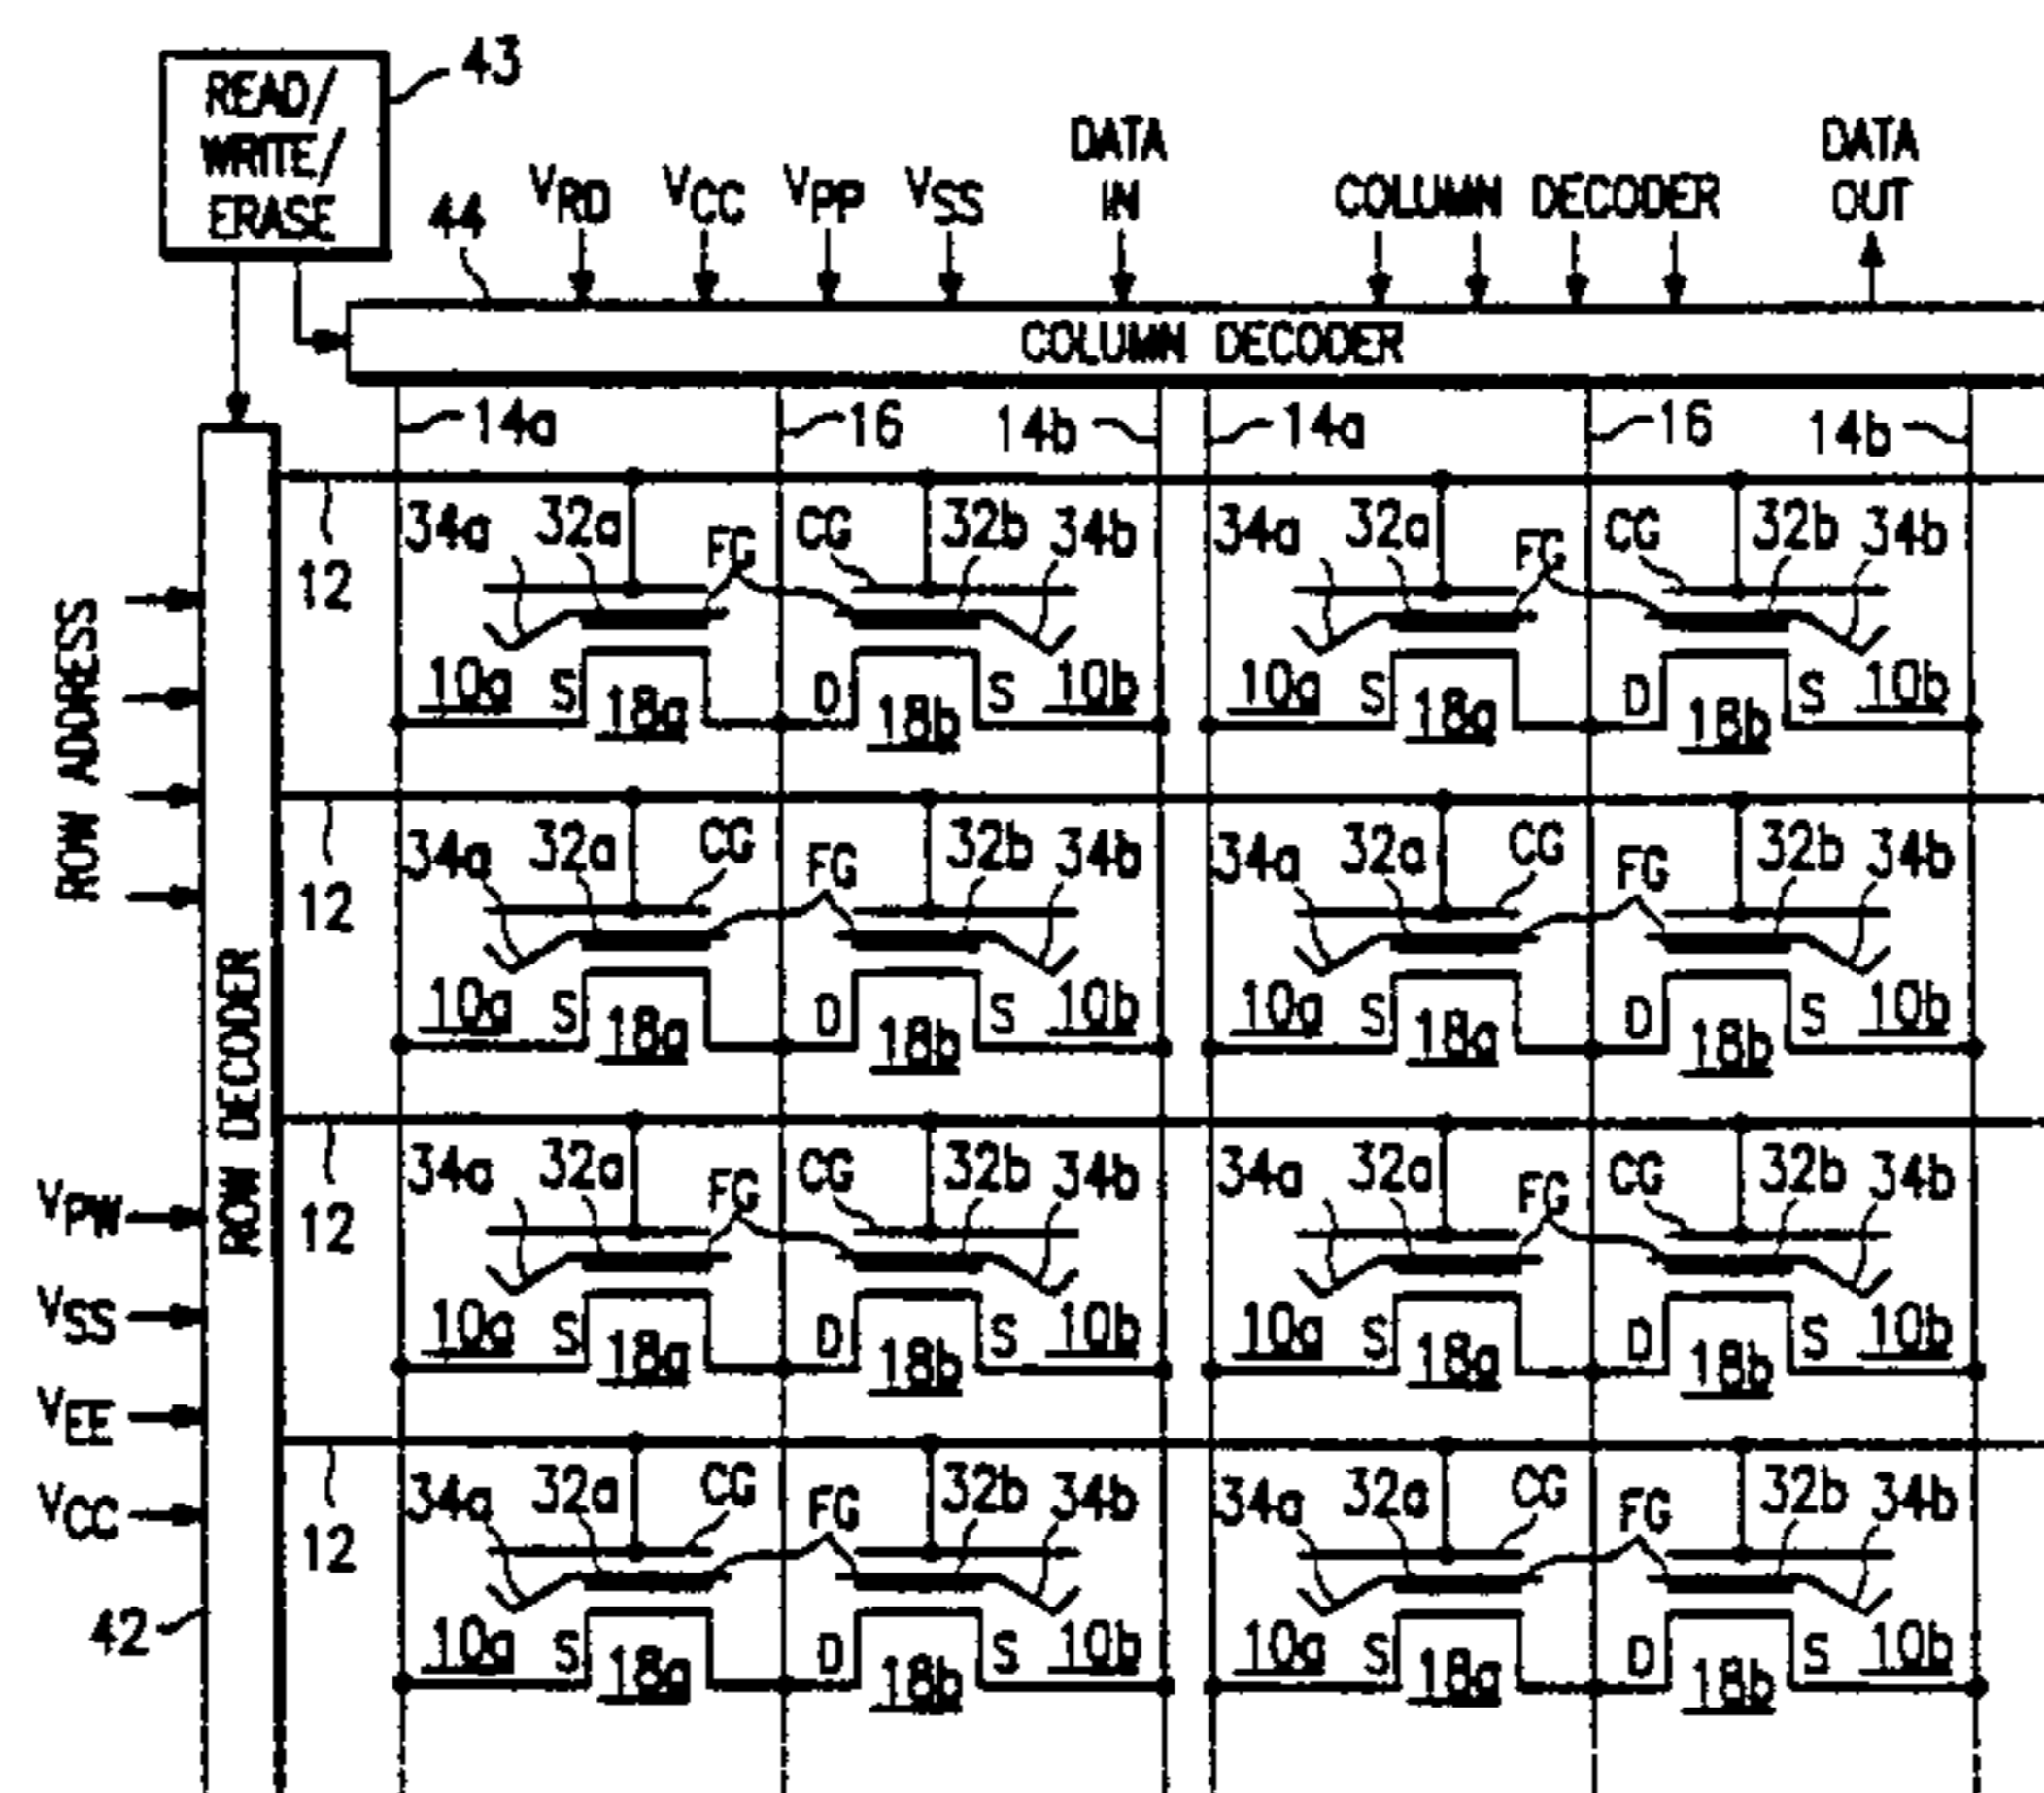 READ/
WRITE/
ERASE
43
44
VRD VCC VPP VSS
DATA
IN
COLUMN DECODER
DATA
OUT
COLUMN DECODER
14a 16 14b 14a 16 14b
12
34a 32a FG CG 32b 34b 34a 32a FG CG 32b 34b
10a S 18a D 18b S 10b 10a S 18a D 18b S 10b
12
34a 32a CG FG 32b 34b 34a 32a CG FG 32b 34b
10a S 18a D 18b S 10b 10a S 18a D 18b S 10b
12
34a 32a FG CG 32b 34b 34a 32a FG CG 32b 34b
10a S 18a D 18b S 10b 10a S 18a D 18b S 10b
12
34a 32a CG FG 32b 34b 34a 32a CG FG 32b 34b
10a S 18a D 18b S 10b 10a S 18a D 18b S 10b
ROW ADDRESS
ROW DECODER
VPW
VSS
VEE
VCC
42